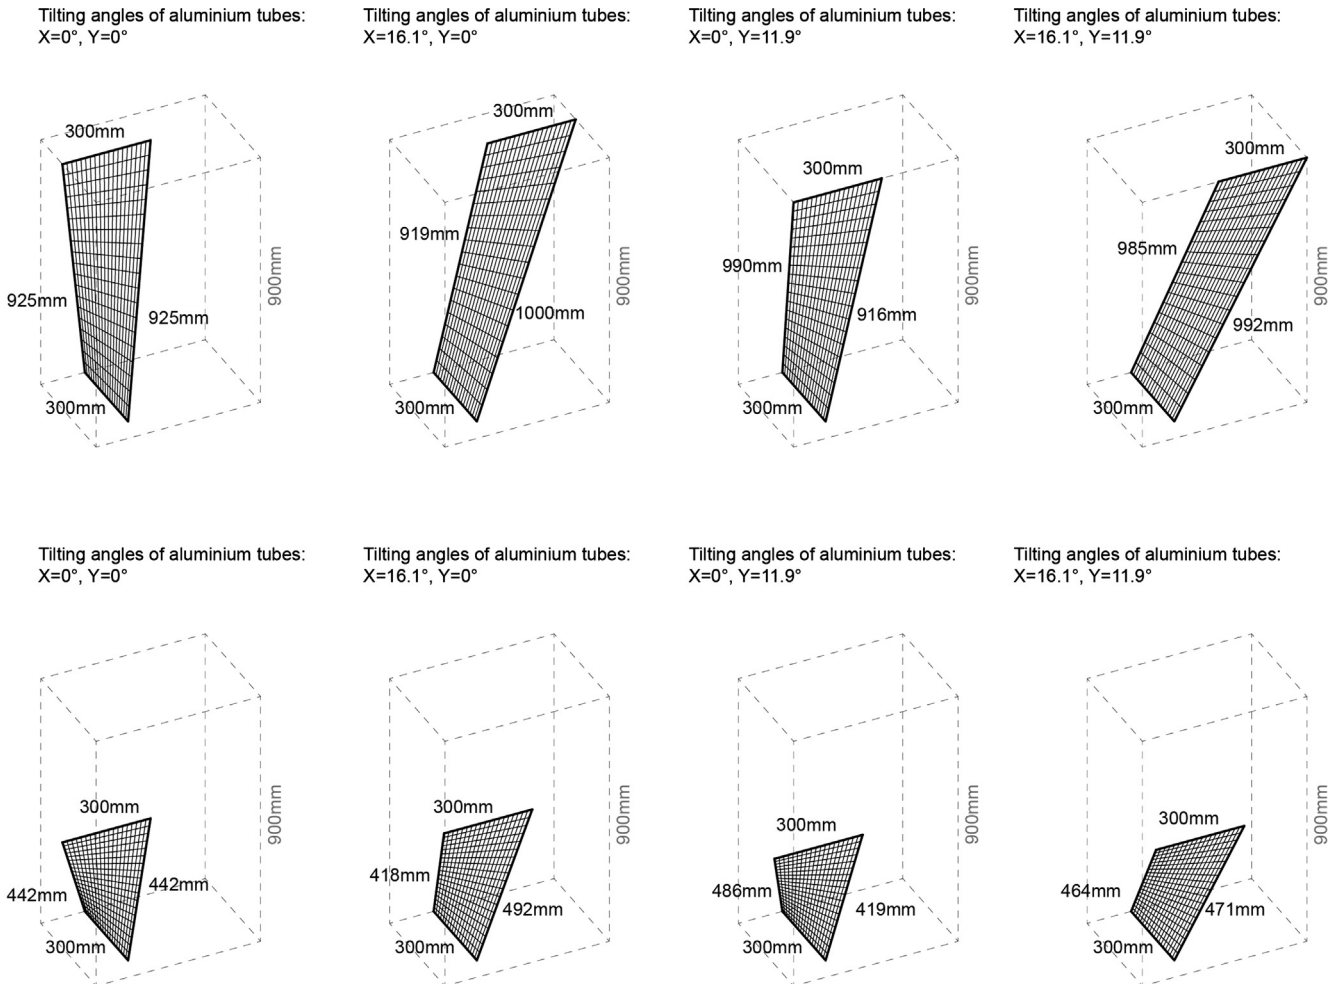 Tilting angles of aluminium tubes:
X=0°, Y=0°
Tilting angles of aluminium tubes:
X=16.1°, Y=0°
Tilting angles of aluminium tubes:
X=0°, Y=11.9°
Tilting angles of aluminium tubes:
X=16.1°, Y=11.9°
300mm
925mm
925mm
300mm
900mm
300mm
919mm
1000mm
300mm
900mm
300mm
990mm
916mm
300mm
900mm
300mm
985mm
992mm
300mm
900mm
Tilting angles of aluminium tubes:
X=0°, Y=0°
Tilting angles of aluminium tubes:
X=16.1°, Y=0°
Tilting angles of aluminium tubes:
X=0°, Y=11.9°
Tilting angles of aluminium tubes:
X=16.1°, Y=11.9°
300mm
442mm
442mm
300mm
900mm
300mm
418mm
492mm
300mm
900mm
300mm
486mm
419mm
300mm
900mm
300mm
464mm
471mm
300mm
900mm